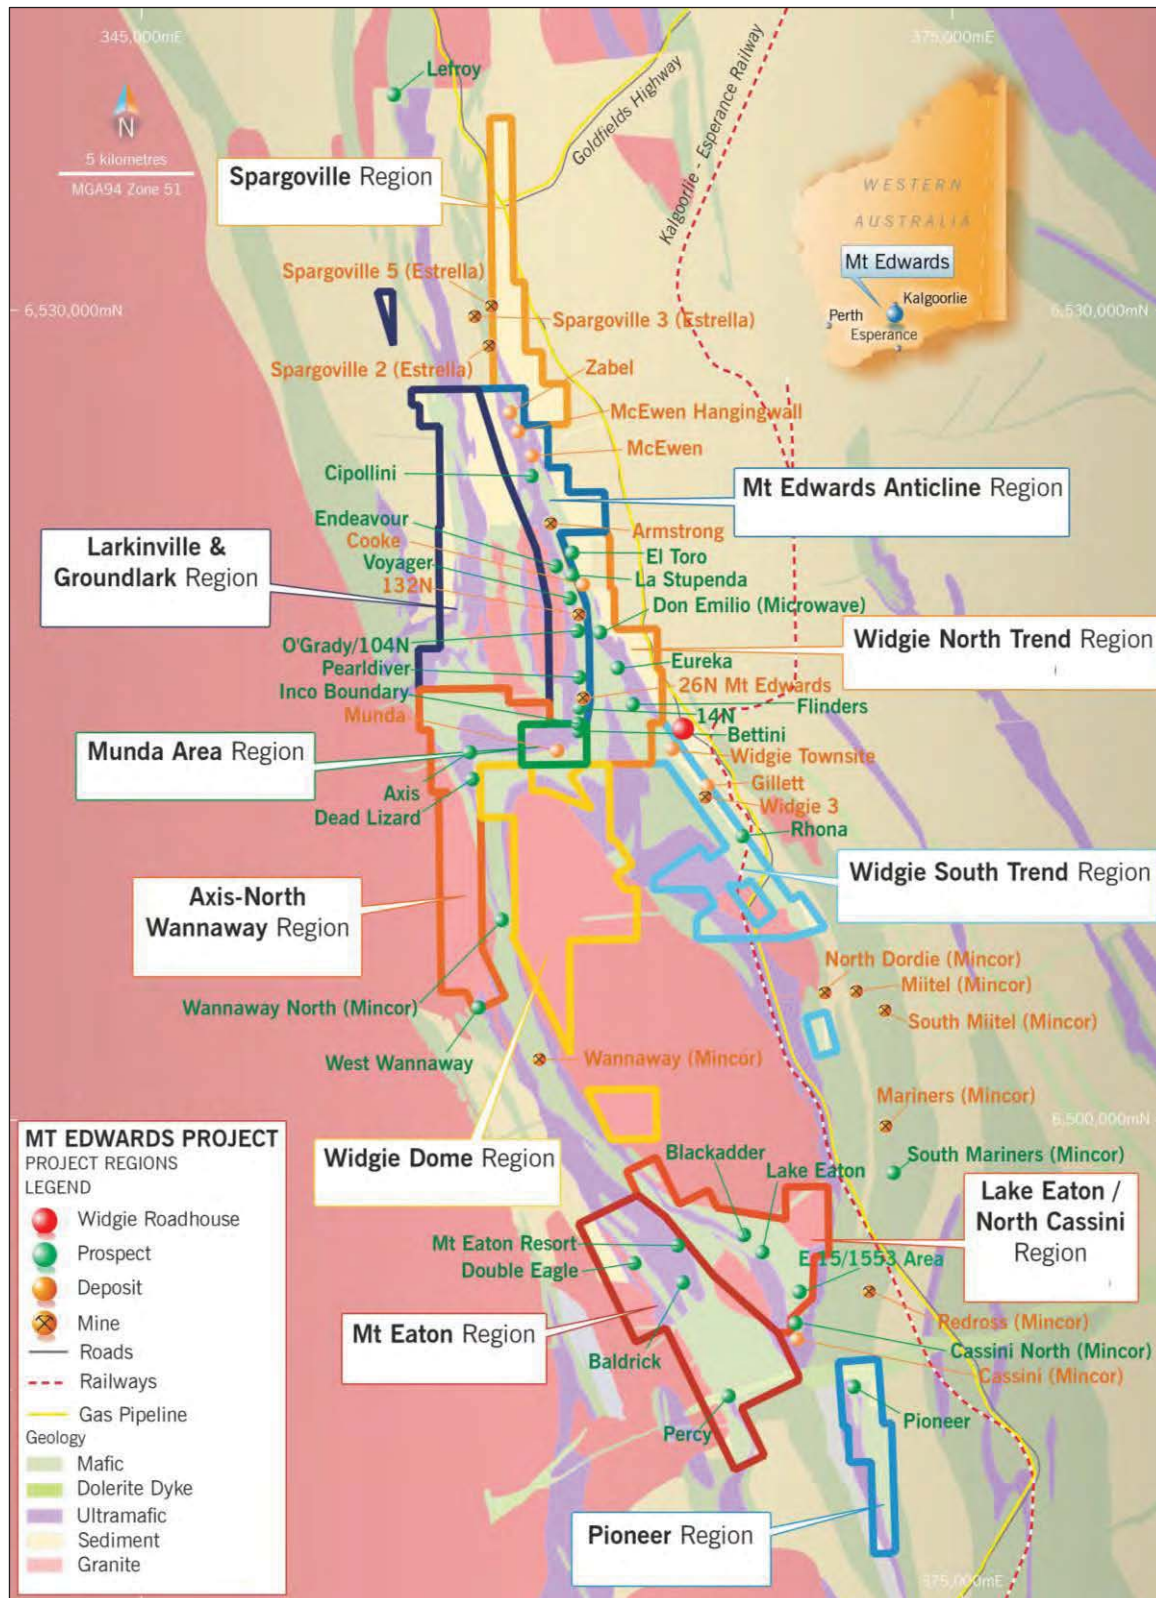 345,000mE
375,000mE
Lefroy
N
5 kilometres
MGA94 Zone 51
Goldfields Highway
Kalgoorlie - Esperance Railway
Spargoville Region
WESTERN
AUSTRALIA
Mt Edwards
Kalgoorlie
Perth
Esperance
Spargoville 5 (Estrella)
6,530,000mN
6,530,000mN
Spargoville 3 (Estrella)
Spargoville 2 (Estrella)
Zabel
McEwen Hangingwall
McEwen
Cipollini
Mt Edwards Anticline Region
Endeavour
Armstrong
Cooke
El Toro
Larkinville &
Groundlark Region
Voyager
La Stupenda
132N
Don Emilio (Microwave)
O'Grady/104N
Widgie North Trend Region
Pearldiver
Eureka
Inco Boundary
26N Mt Edwards
Munda
14N
Flinders
Bettini
Munda Area Region
Widgie Townsite
Axis
Gillett
Dead Lizard
Widgie 3
Rhona
Axis-North
Wannaway Region
Widgie South Trend Region
North Dordie (Mincor)
Wannaway North (Mincor)
Miitel (Mincor)
South Miitel (Mincor)
West Wannaway
Wannaway (Mincor)
Mariners (Mincor)
6,500,000mN
MT EDWARDS PROJECT
PROJECT REGIONS
LEGEND
Widgie Roadhouse
Prospect
Deposit
Mine
Roads
Railways
Gas Pipeline
Geology
Mafic
Dolerite Dyke
Ultramafic
Sediment
Granite
Widgie Dome Region
Blackadder
Lake Eaton
South Mariners (Mincor)
Lake Eaton /
North Cassini
Region
Mt Eaton Resort
Double Eagle
E 15/1553 Area
Mt Eaton Region
Redross (Mincor)
Baldrick
Cassini North (Mincor)
Cassini (Mincor)
Percy
Pioneer
Pioneer Region
375,000mE